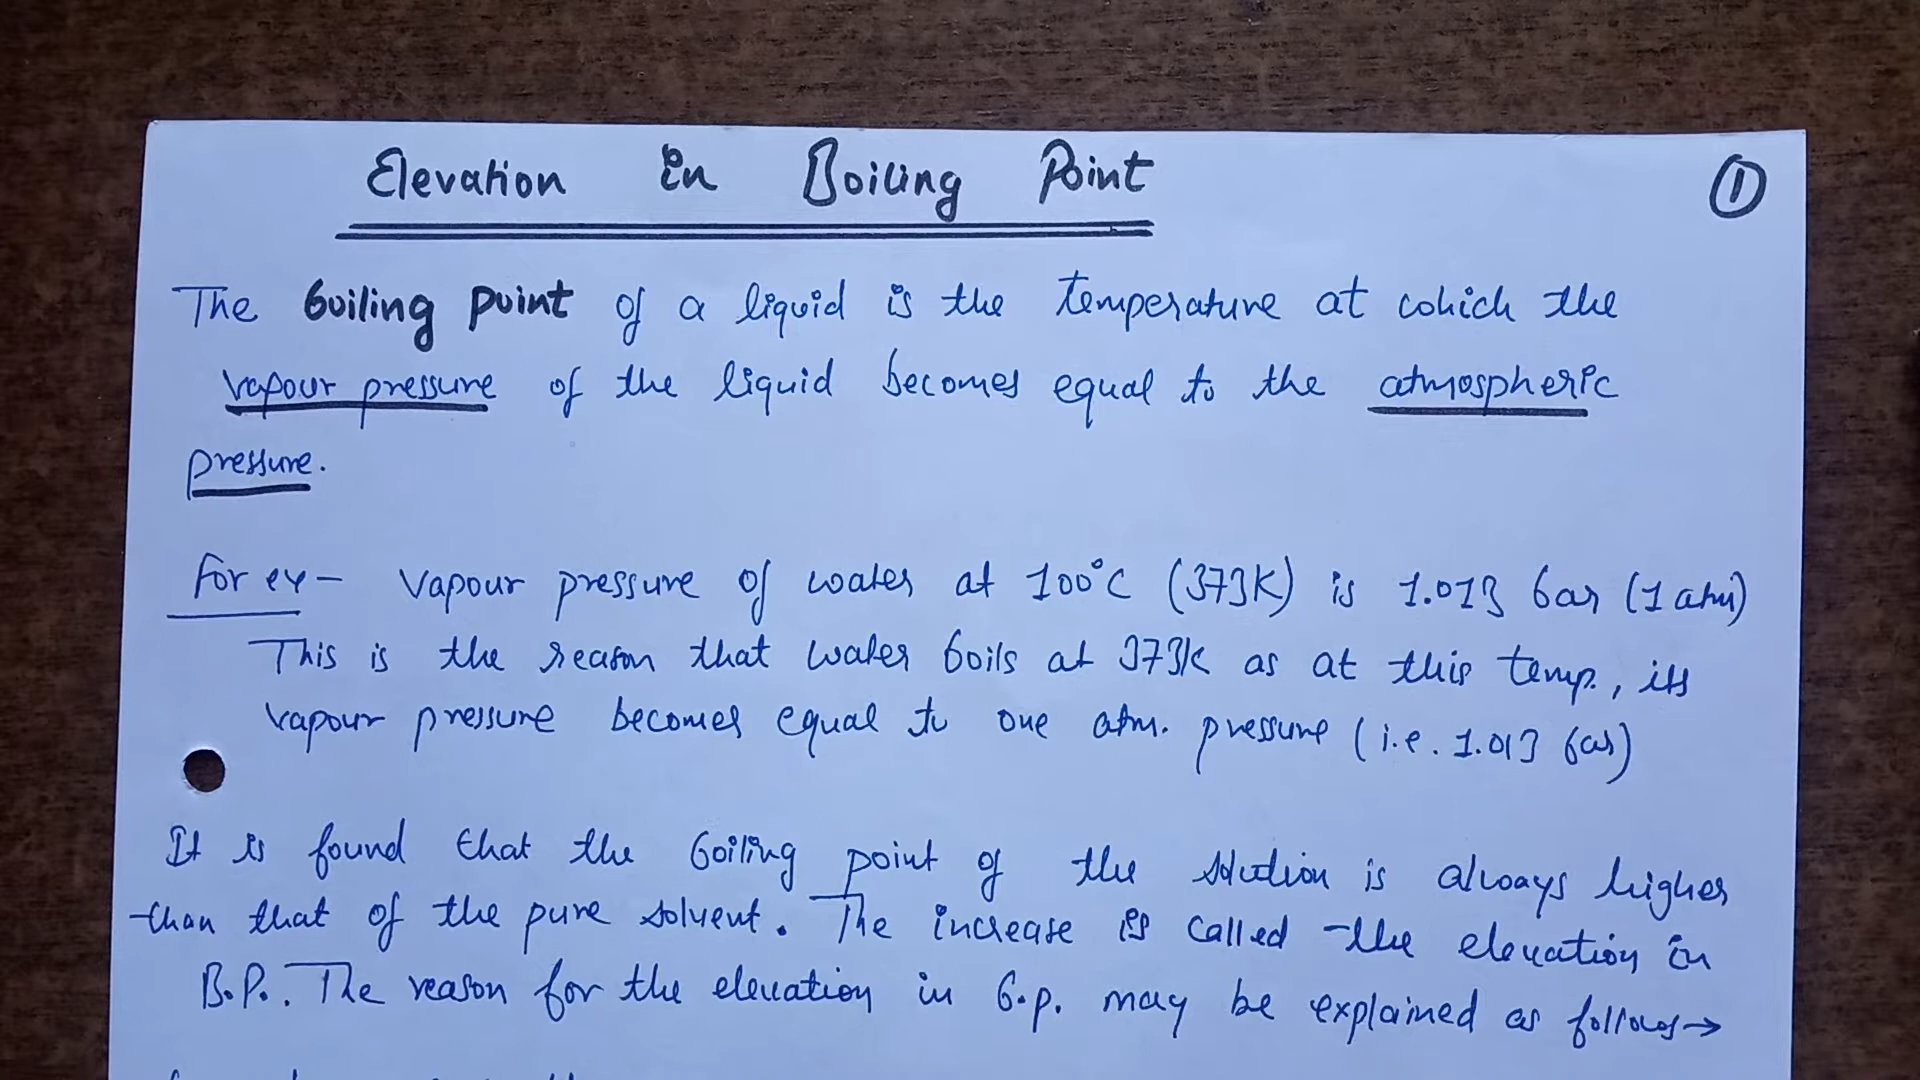 Elevation in Boiling Point
1
The boiling point of a liquid is the temperature at which the
vapour pressure of the liquid becomes equal to the atmospheric
pressure.
For ex- Vapour pressure of water at 100°C (373K) is 1.013 bar (1 atm)
This is the reason that water boils at 373K as at this temp., its
vapour pressure becomes equal to one atm. pressure (i.e. 1.013 bar)
It is found that the boiling point of the solution is always higher
than that of the pure solvent. The increase is called the elevation in
B.P.. The reason for the elevation in b.p. may be explained as follows→